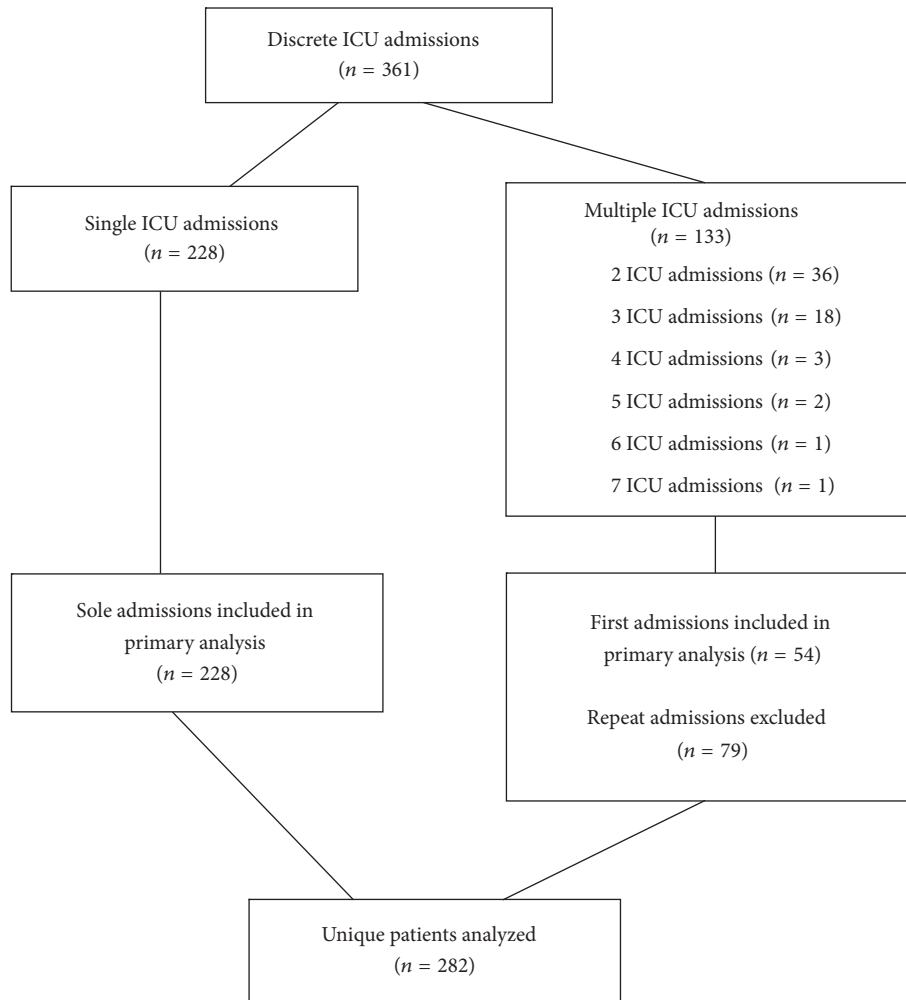 Discrete ICU admissions
(n = 361)
Single ICU admissions
(n = 228)
Multiple ICU admissions
(n = 133)
2 ICU admissions (n = 36)
3 ICU admissions (n = 18)
4 ICU admissions (n = 3)
5 ICU admissions (n = 2)
6 ICU admissions (n = 1)
7 ICU admissions (n = 1)
Sole admissions included in
primary analysis
(n = 228)
First admissions included in
primary analysis (n = 54)
Repeat admissions excluded
(n = 79)
Unique patients analyzed
(n = 282)